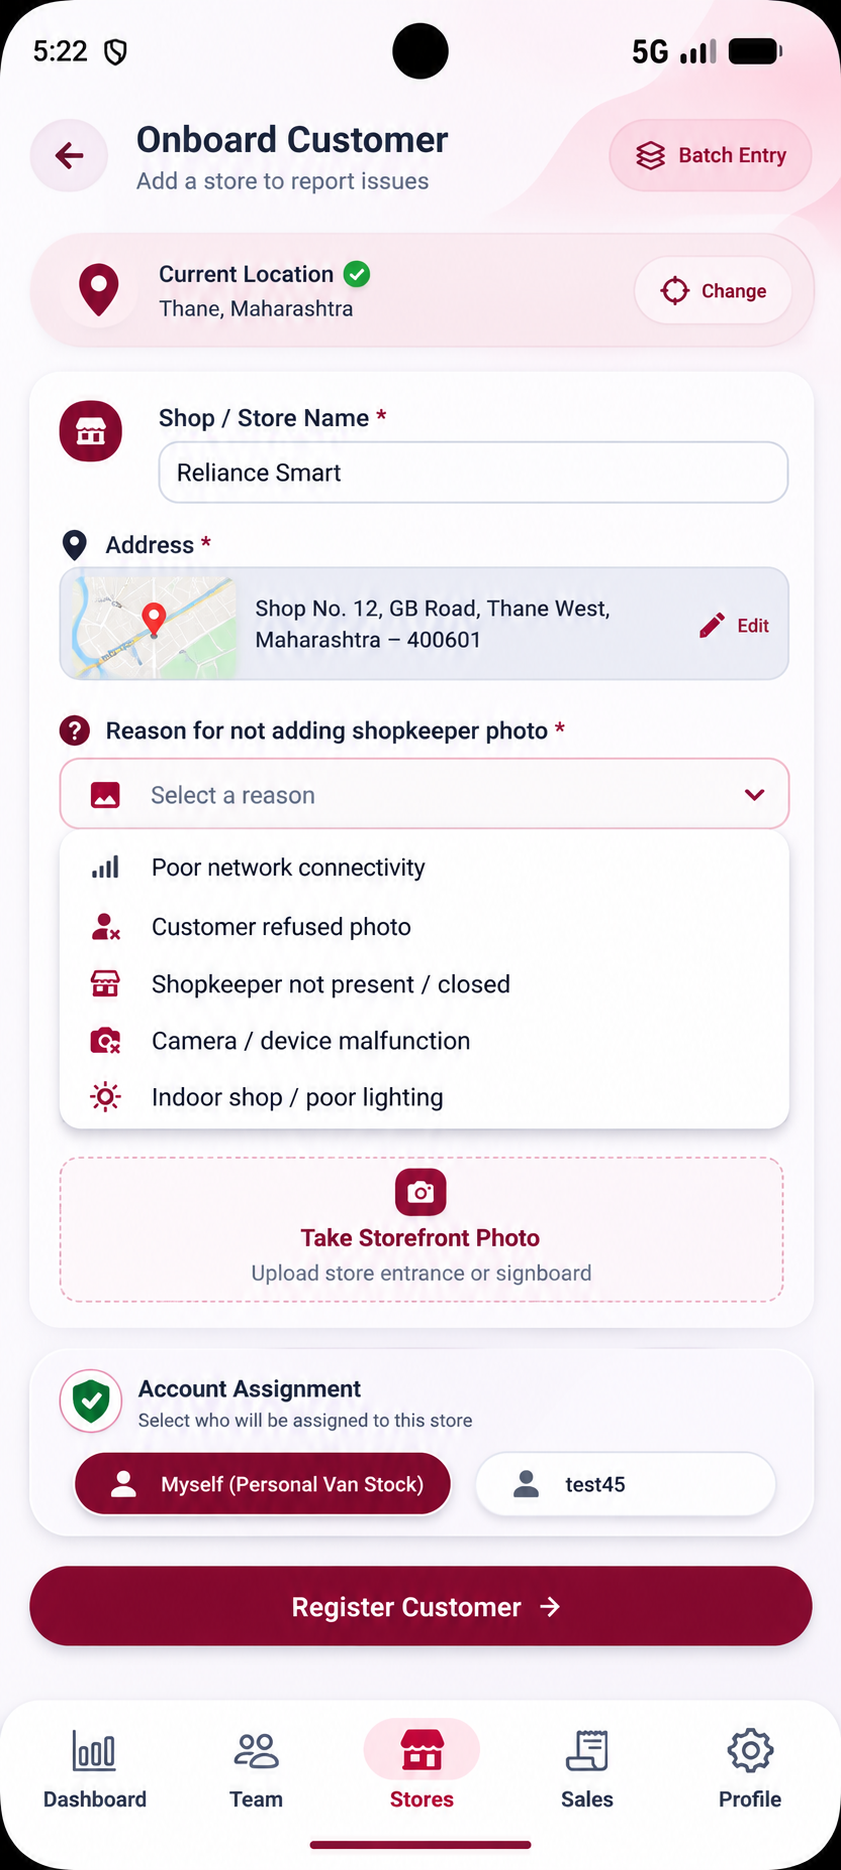 5:22
5G
Onboard Customer
Add a store to report issues
Batch Entry
Current Location
Thane, Maharashtra
Change
Shop / Store Name *
Reliance Smart
Address *
Shop No. 12, GB Road, Thane West,
Maharashtra – 400601
Edit
Reason for not adding shopkeeper photo *
Select a reason
Poor network connectivity
Customer refused photo
Shopkeeper not present / closed
Camera / device malfunction
Indoor shop / poor lighting
Take Storefront Photo
Upload store entrance or signboard
Account Assignment
Select who will be assigned to this store
Myself (Personal Van Stock)
test45
Register Customer
Dashboard
Team
Stores
Sales
Profile